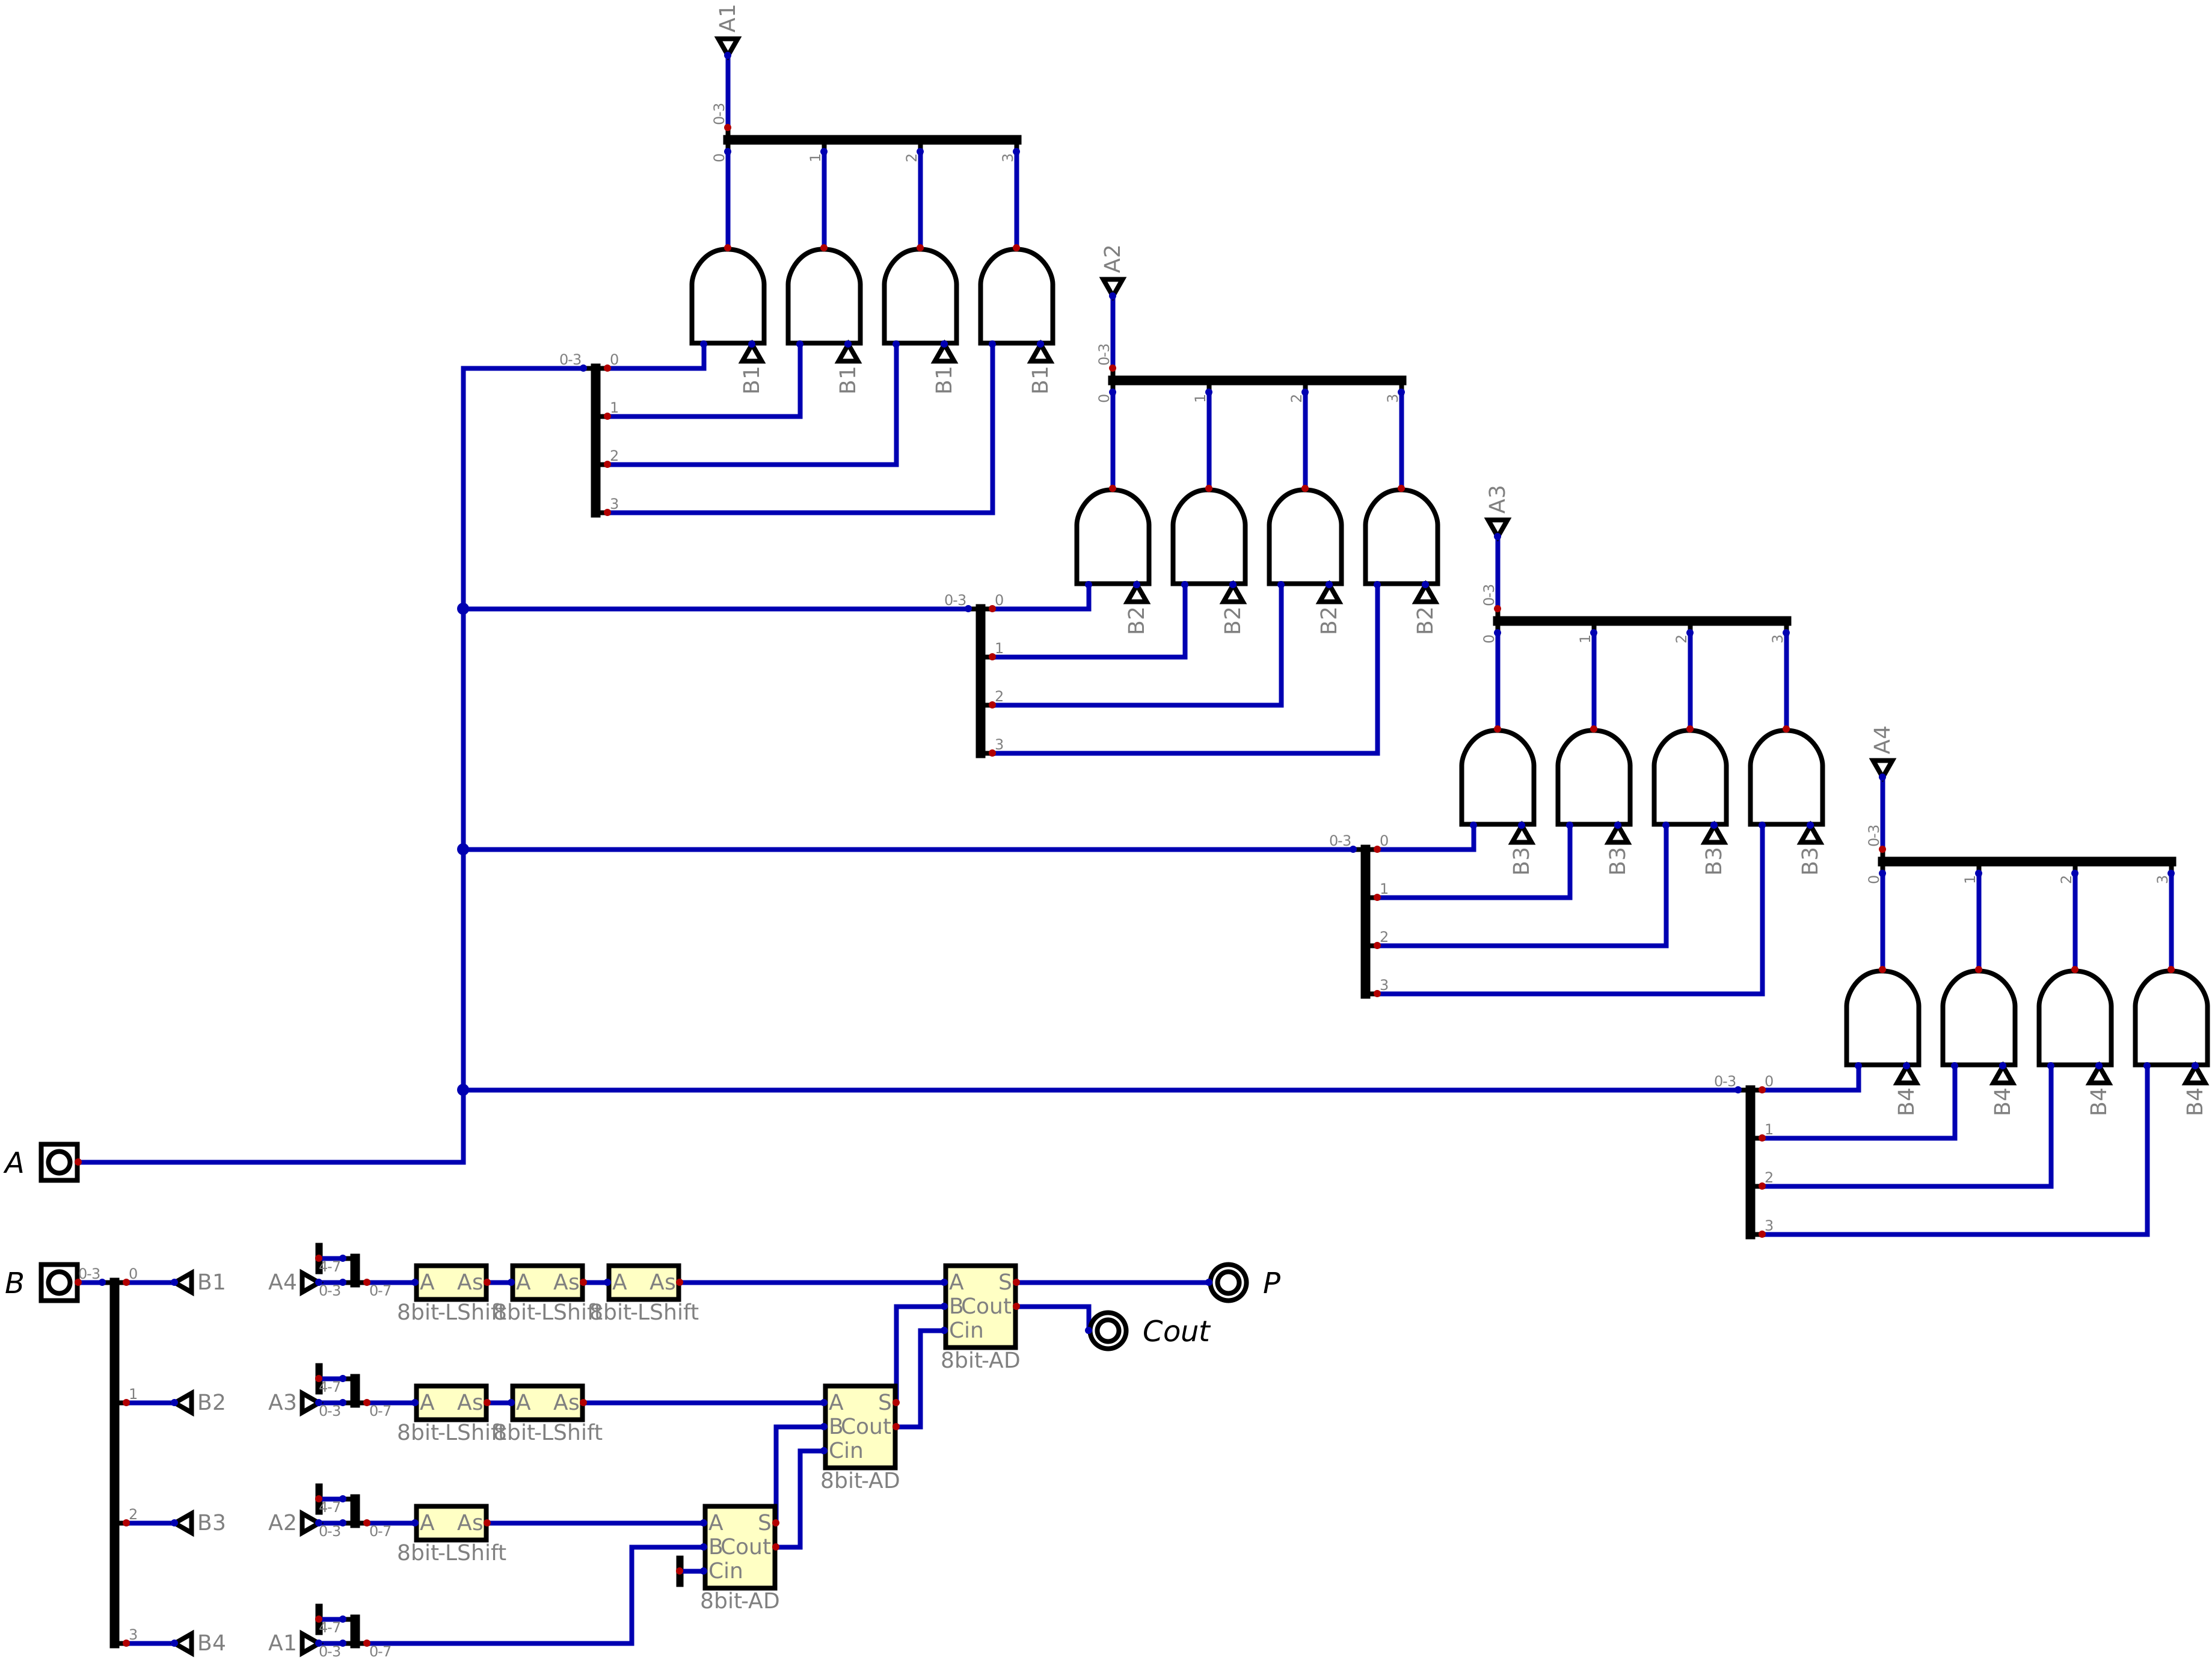 A1
0-3
0 1 2 3
A2
0-3 0
B1 B1 B1 B1
0-3
1
0 1 2 3
2
A3
3
0-3
0-3 0
B2 B2 B2 B2
0 1 2 3
1
2
A4
3
0-3
0-3 0
B3 B3 B3 B3
0 1 2 3
1
2
3
0-3 0
B4 B4 B4 B4
1
A
2
3
B 0-3 0 B1 A4 4-7 0-3 0-7 A As A As A As A S P
8bit-LShift 8bit-LShift 8bit-LShift B Cout
Cin Cout
8bit-AD
1 B2 A3 4-7 0-3 0-7 A As A As A S
8bit-LShift 8bit-LShift B Cout
Cin
8bit-AD
2 B3 A2 4-7 0-3 0-7 A As A S
8bit-LShift B Cout
Cin
8bit-AD
3 B4 A1 4-7 0-3 0-7